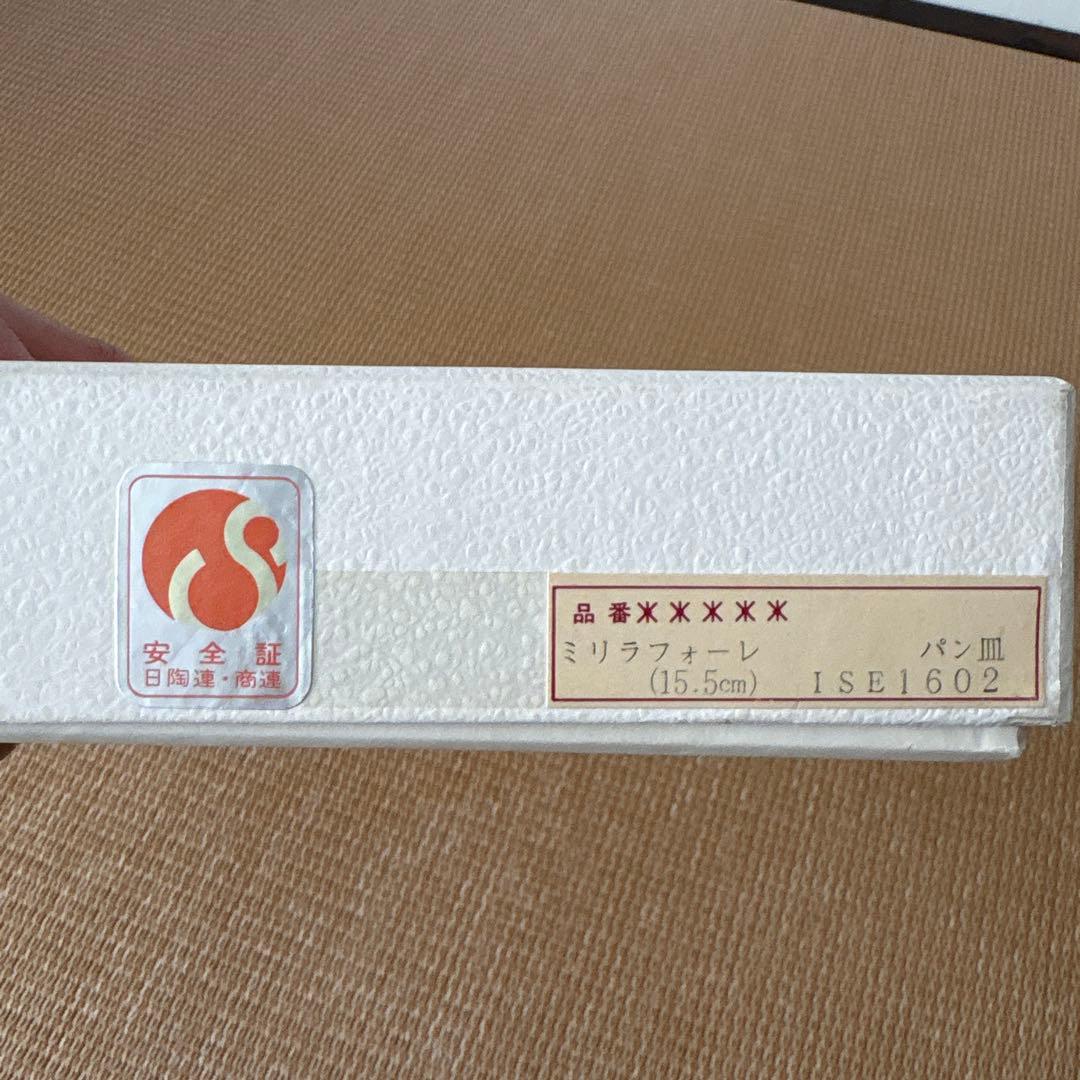 安全証
日陶連・商連
品番＊＊＊＊＊
ミリラフォーレ　パン皿
(15.5cm)　ISE1602